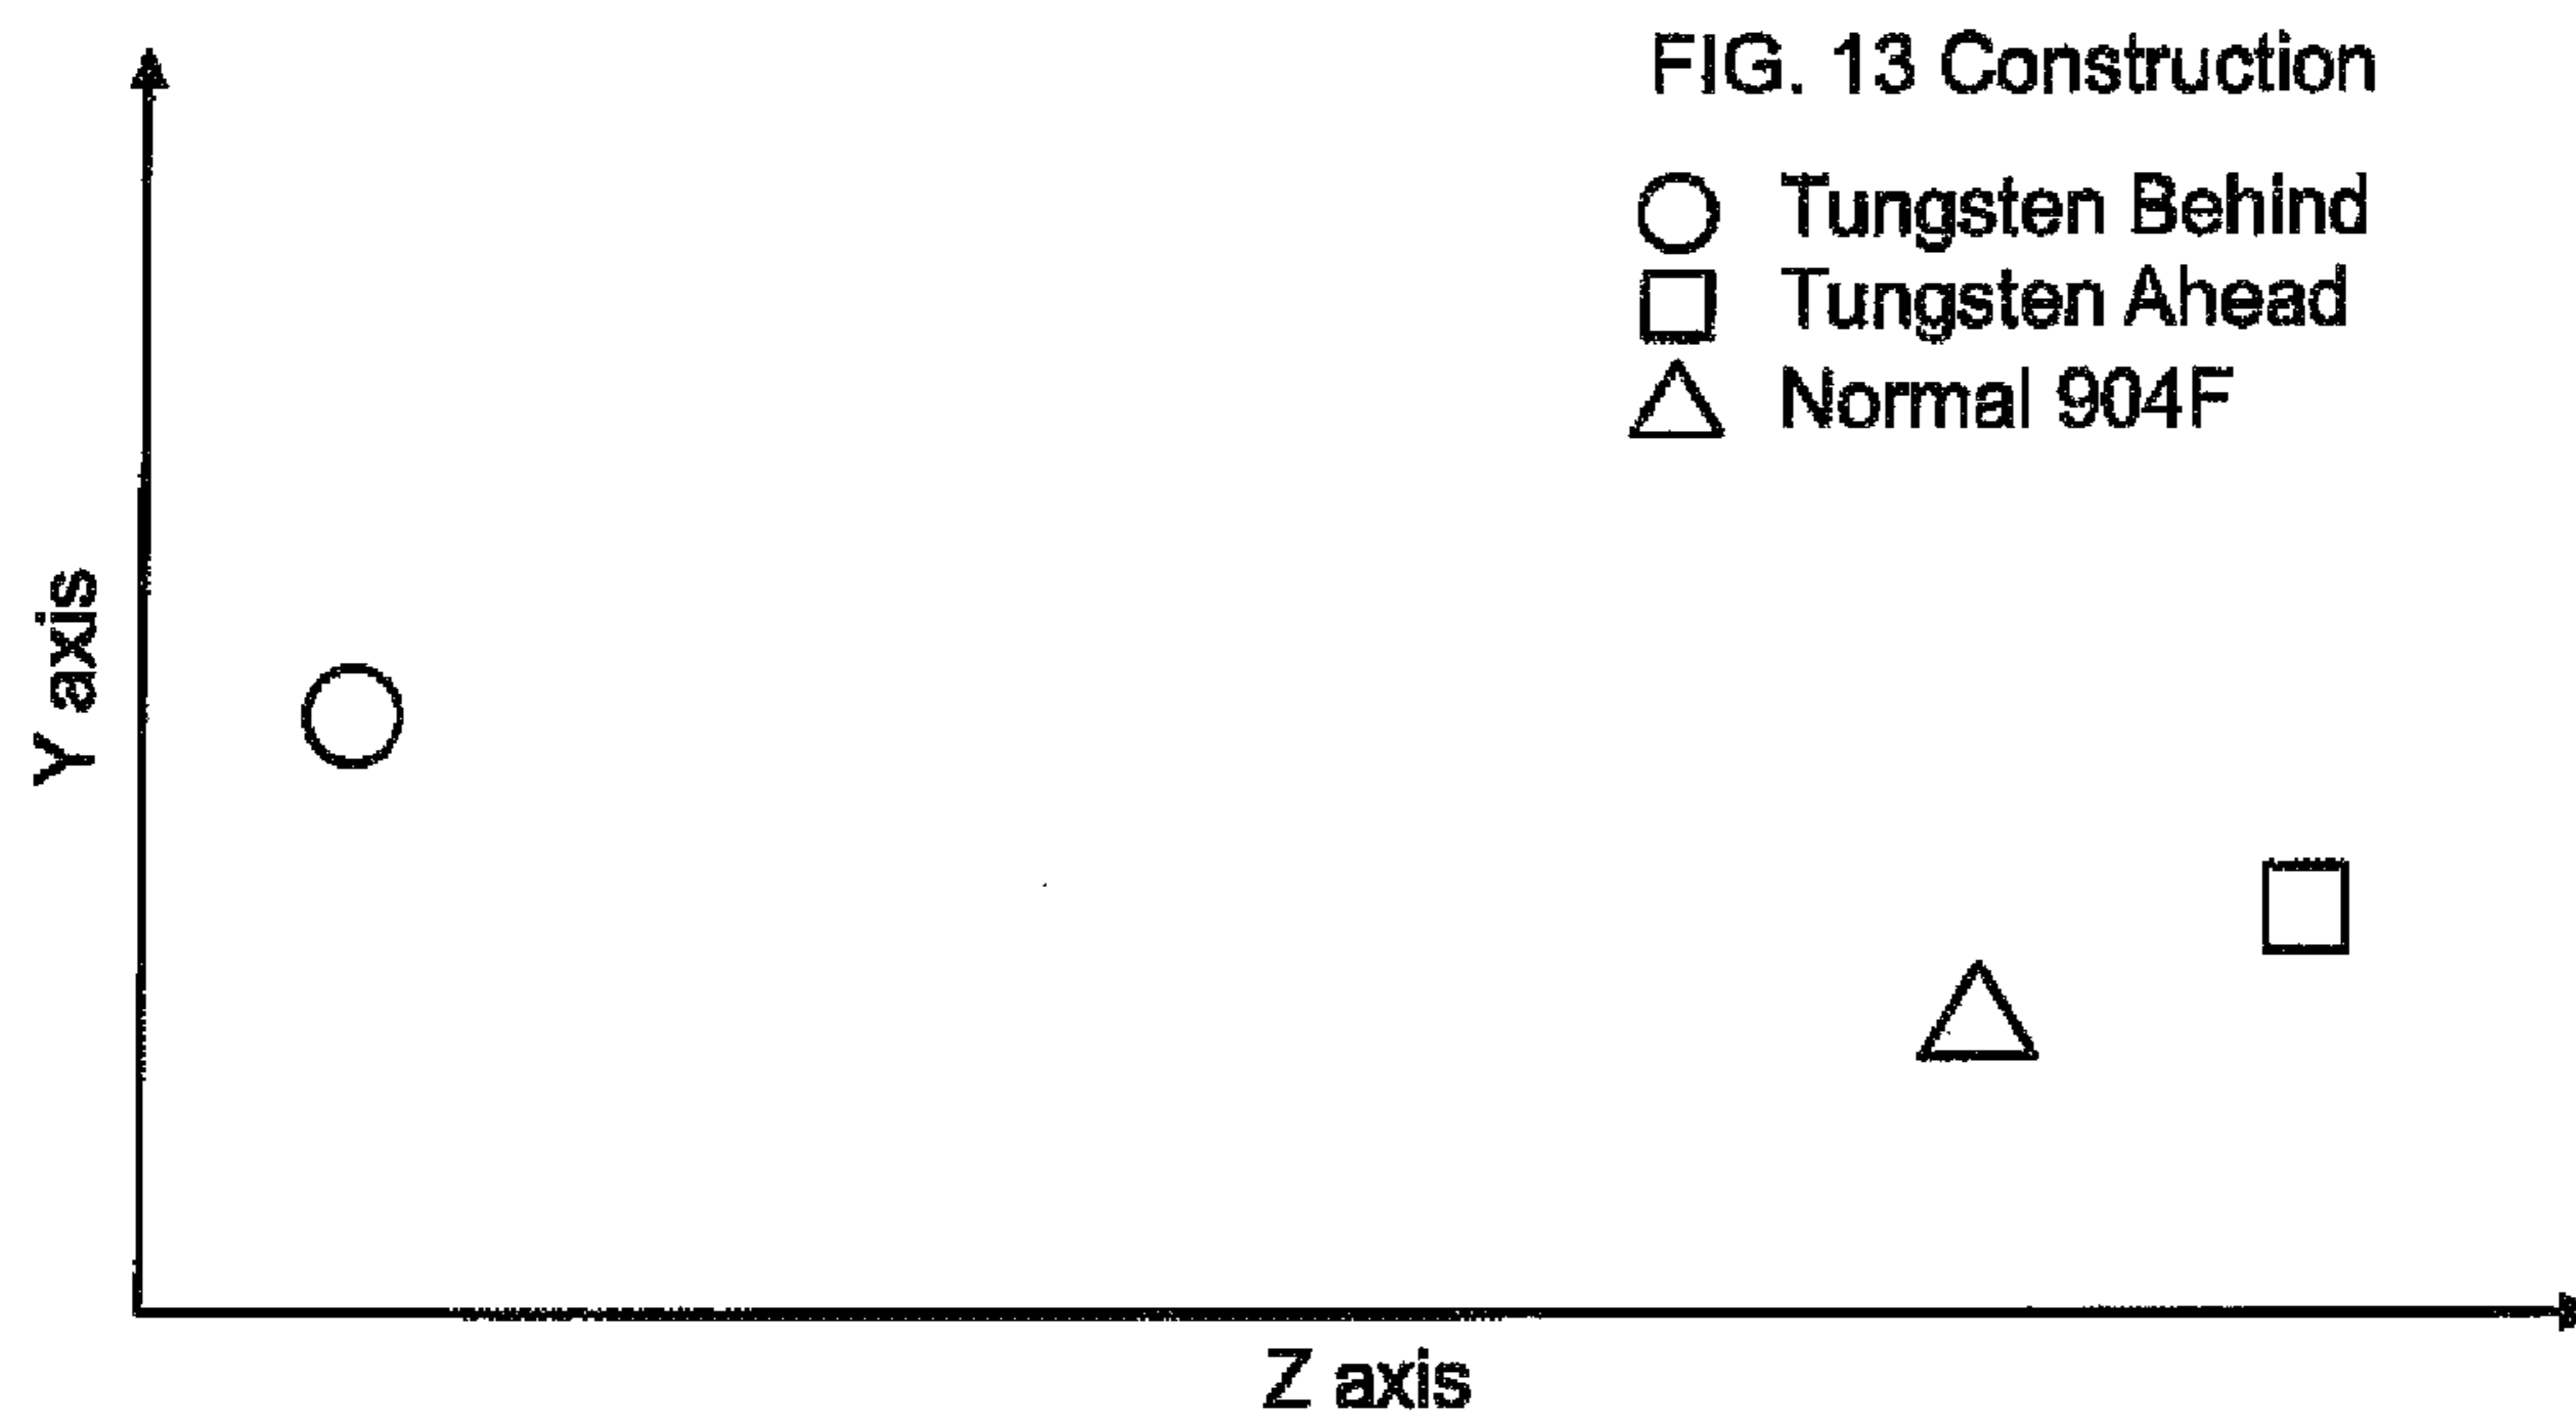 FIG. 13 Construction
Tungsten Behind
Tungsten Ahead
Normal 904F
Y axis
Z axis